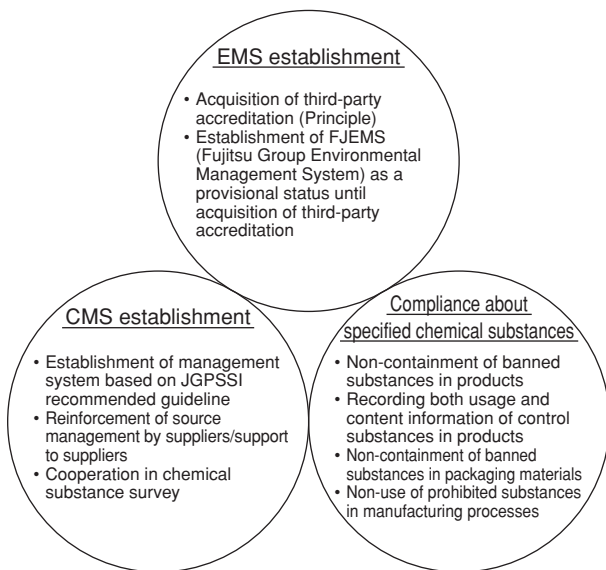 EMS establishment
• Acquisition of third-party
accreditation (Principle)
• Establishment of FJEMS
(Fujitsu Group Environmental
Management System) as a
provisional status until
acquisition of third-party
accreditation
CMS establishment
• Establishment of management
system based on JGPSSI
recommended guideline
• Reinforcement of source
management by suppliers/support
to suppliers
• Cooperation in chemical
substance survey
Compliance about
specified chemical substances
• Non-containment of banned
substances in products
• Recording both usage and
content information of control
substances in products
• Non-containment of banned
substances in packaging materials
• Non-use of prohibited substances
in manufacturing processes